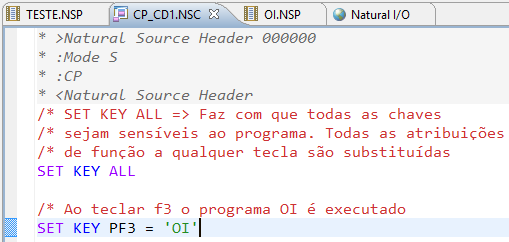 TESTE.NSP CP_CD1.NSC OI.NSP Natural I/O
* >Natural Source Header 000000
* :Mode S
* :CP
* <Natural Source Header
/* SET KEY ALL => Faz com que todas as chaves
/* sejam sensíveis ao programa. Todas as atribuições
/* de função a qualquer tecla são substituídas
SET KEY ALL
/* Ao teclar f3 o programa OI é executado
SET KEY PF3 = 'OI'